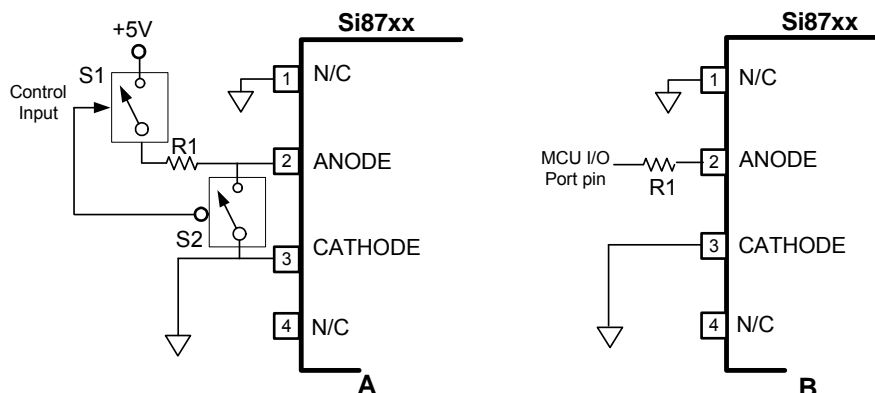 Si87xx
+5V
S1
Control
Input
1
N/C
R1
2
ANODE
S2
3
CATHODE
4
N/C
A
Si87xx
1
N/C
MCU I/O
Port pin
R1
2
ANODE
3
CATHODE
4
N/C
B